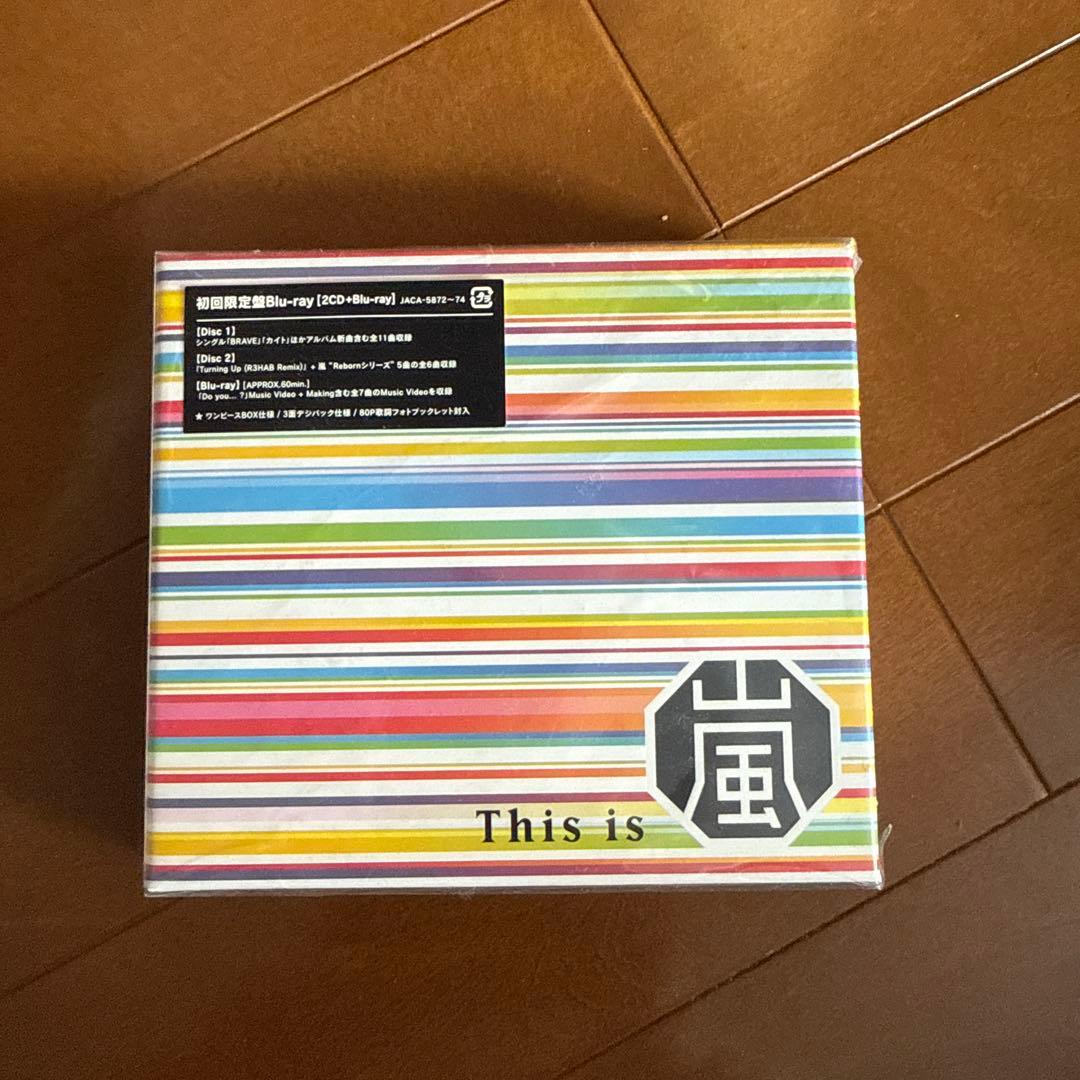 初回限定盤Blu-ray [2CD+Blu-ray] JACA-5872〜74
【Disc 1】
シングル「BRAVE」「カイト」ほかアルバム新曲含む全11曲収録
【Disc 2】
「Turning Up (R3HAB Remix)」 + 嵐 "Rebornシリーズ" 5曲の全6曲収録
【Blu-ray】 [APPROX.60min.]
「Do you... ?」Music Video + Making含む全7曲のMusic Videoを収録
★ ワンピースBOX仕様 / 3面デジパック仕様 / 80P歌詞フォトブックレット封入
This is 嵐